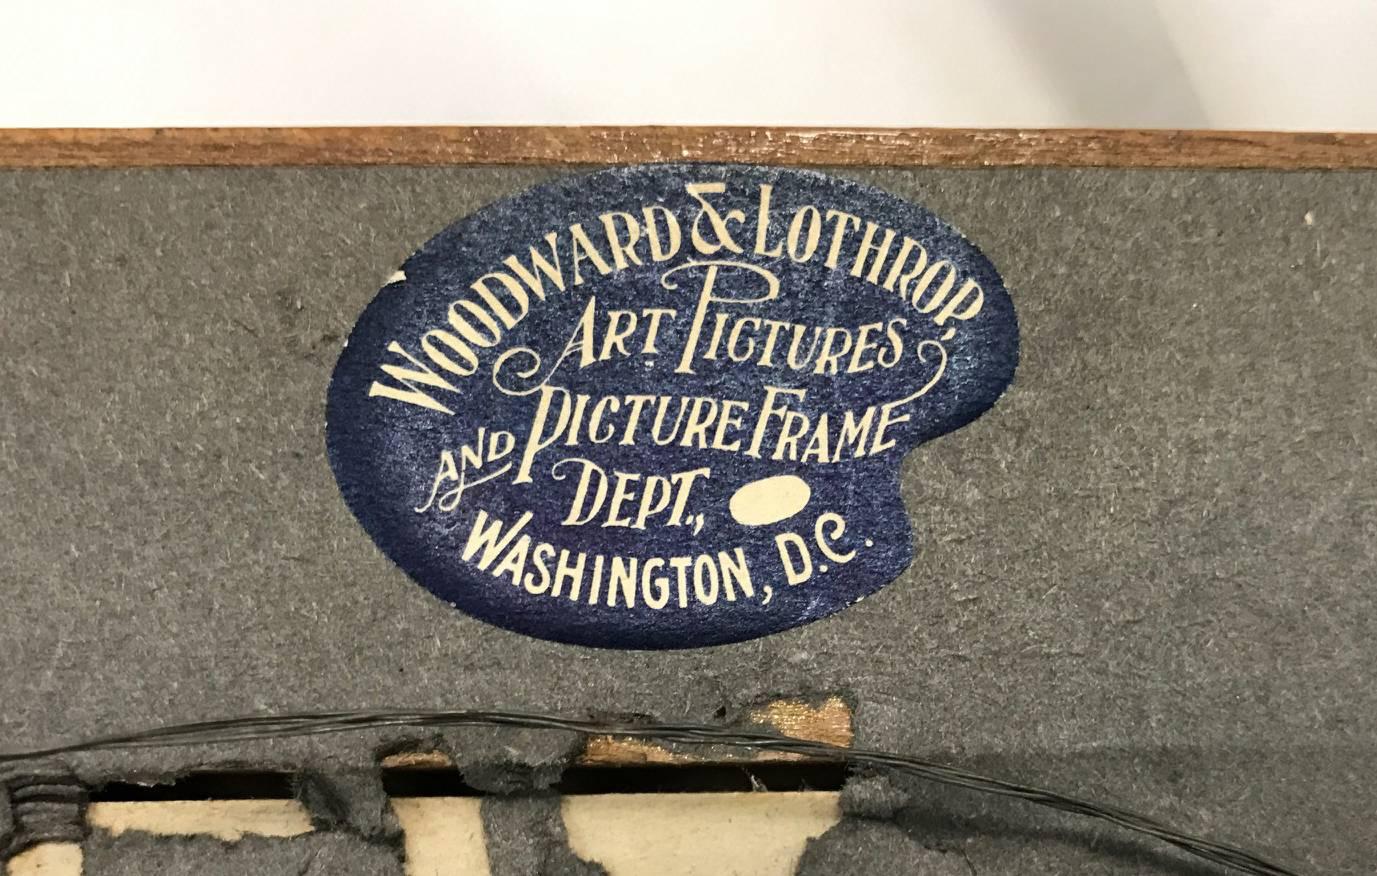 WOODWARD & LOTHROP,
ART PICTURES
AND PICTURE FRAME
DEPT.,
WASHINGTON, D.C.